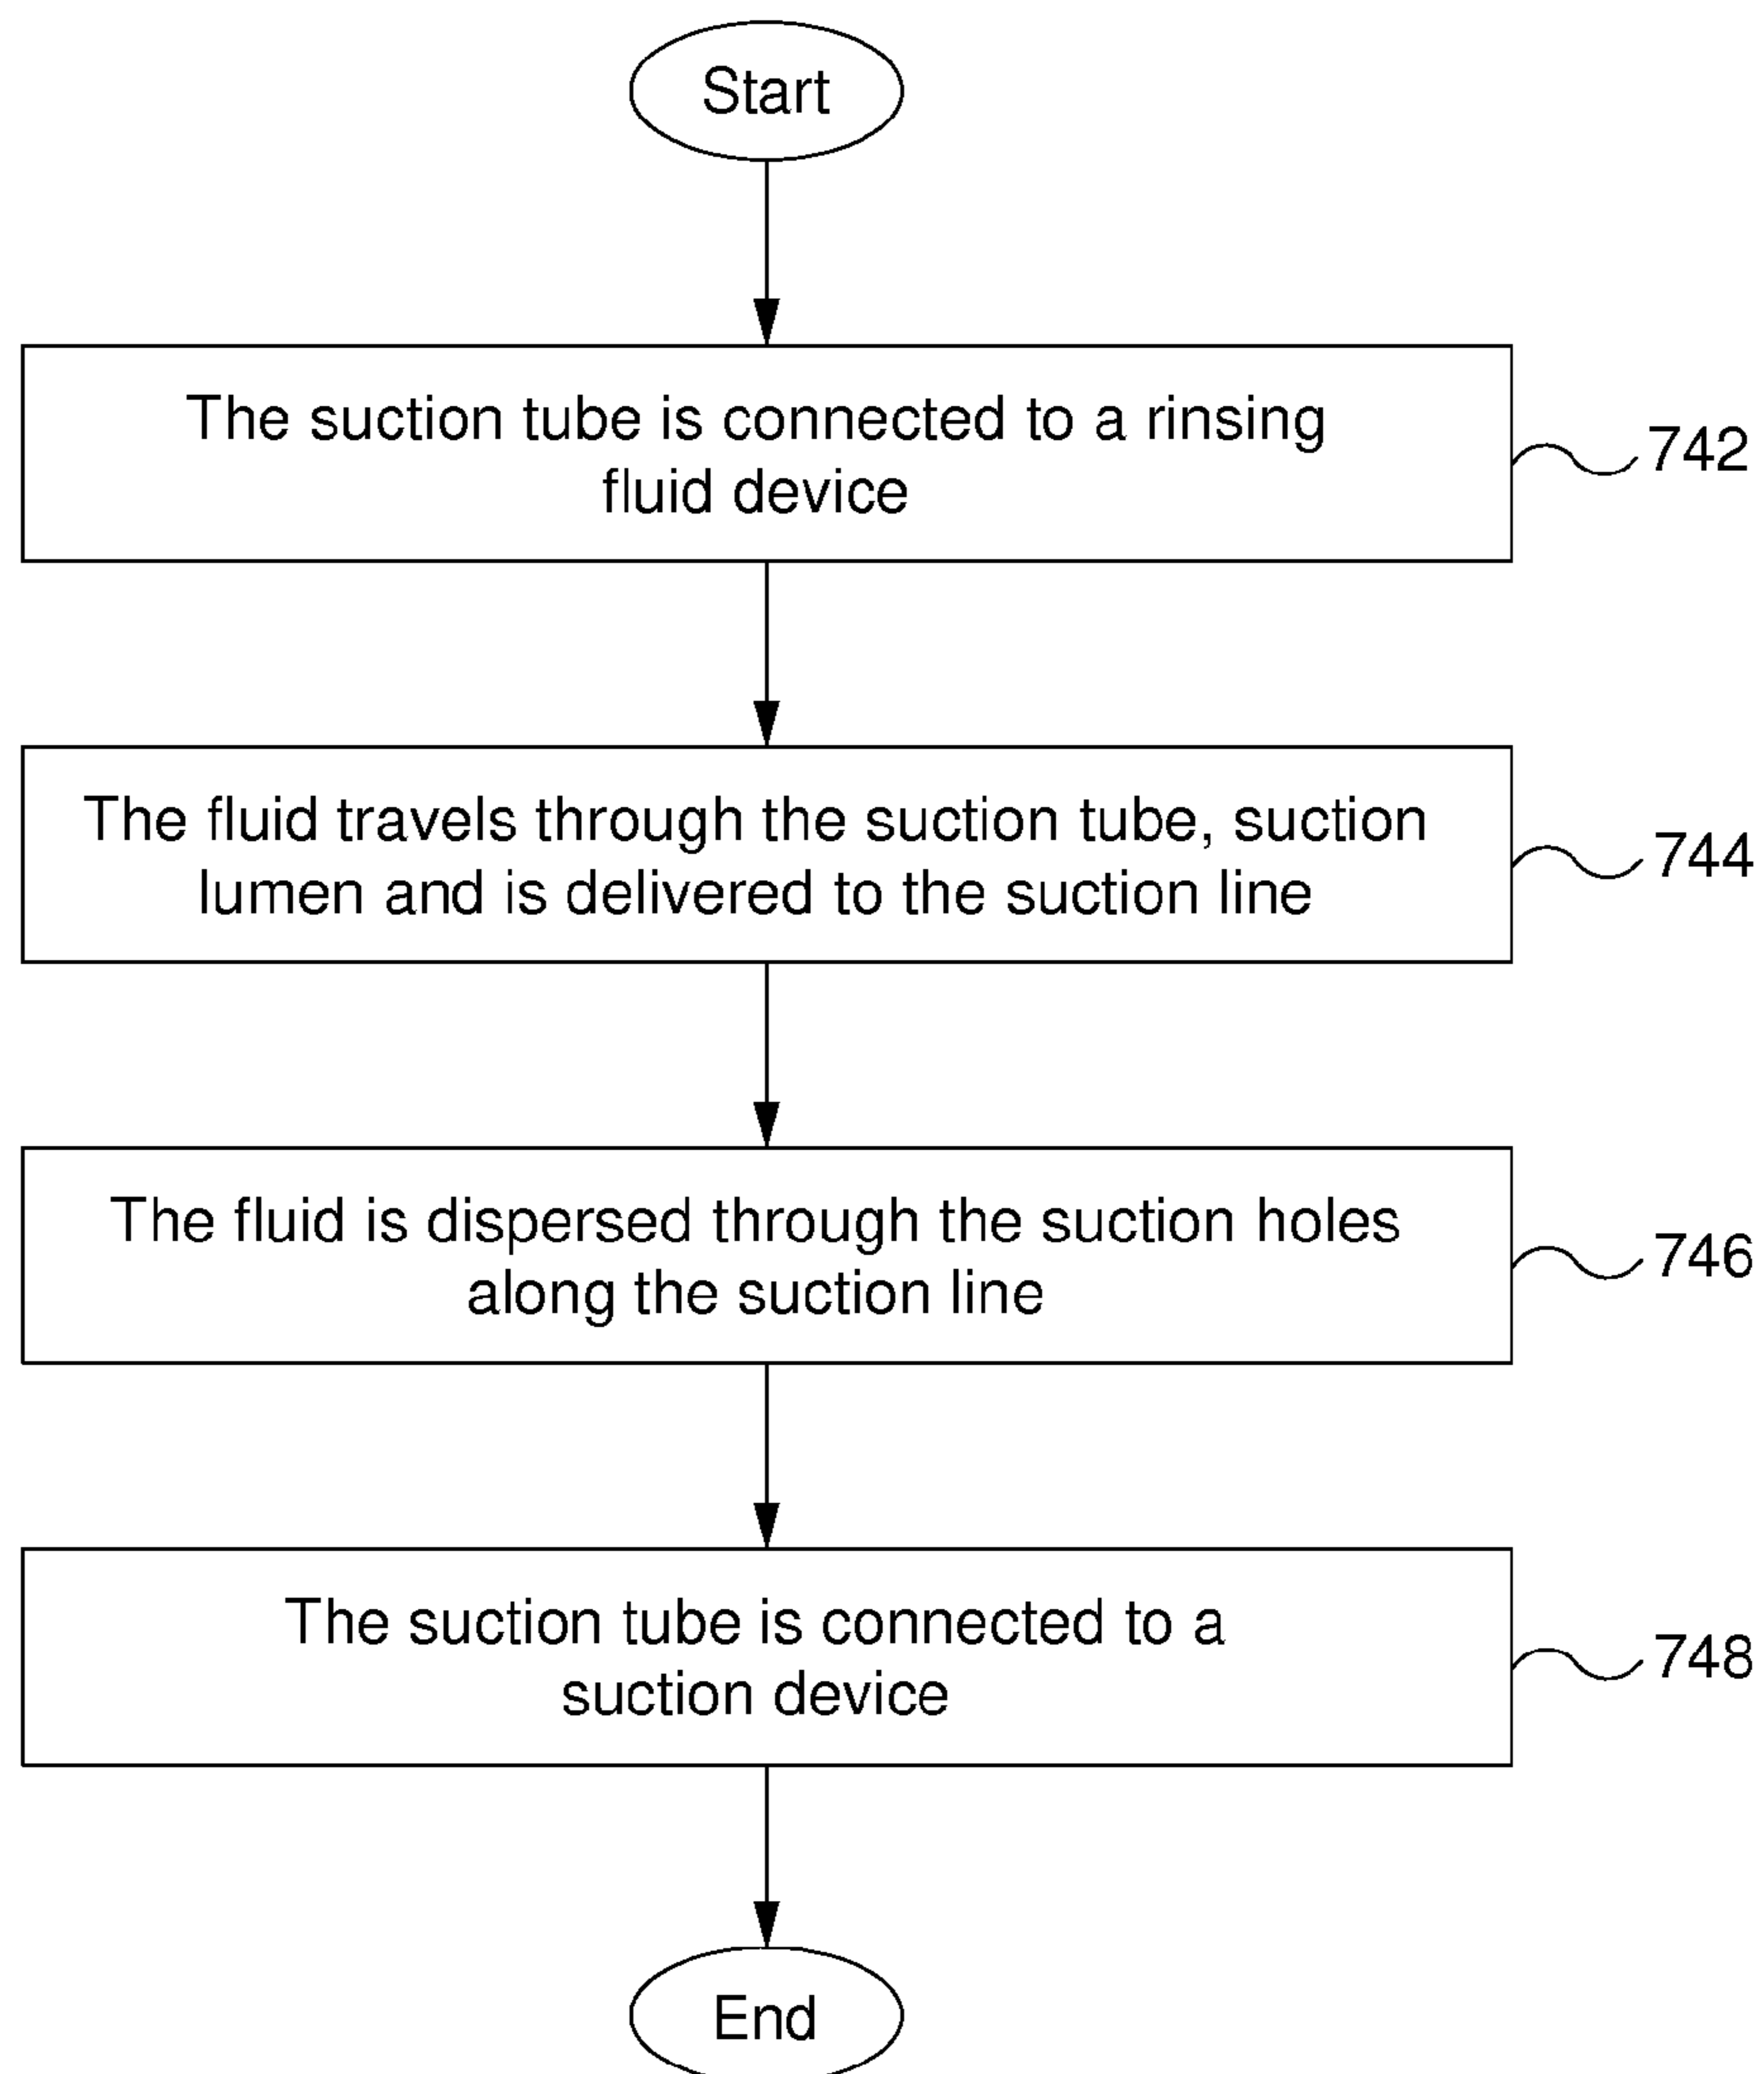 Start
The suction tube is connected to a rinsing
fluid device
742
The fluid travels through the suction tube, suction
lumen and is delivered to the suction line
744
The fluid is dispersed through the suction holes
along the suction line
746
The suction tube is connected to a
suction device
748
End